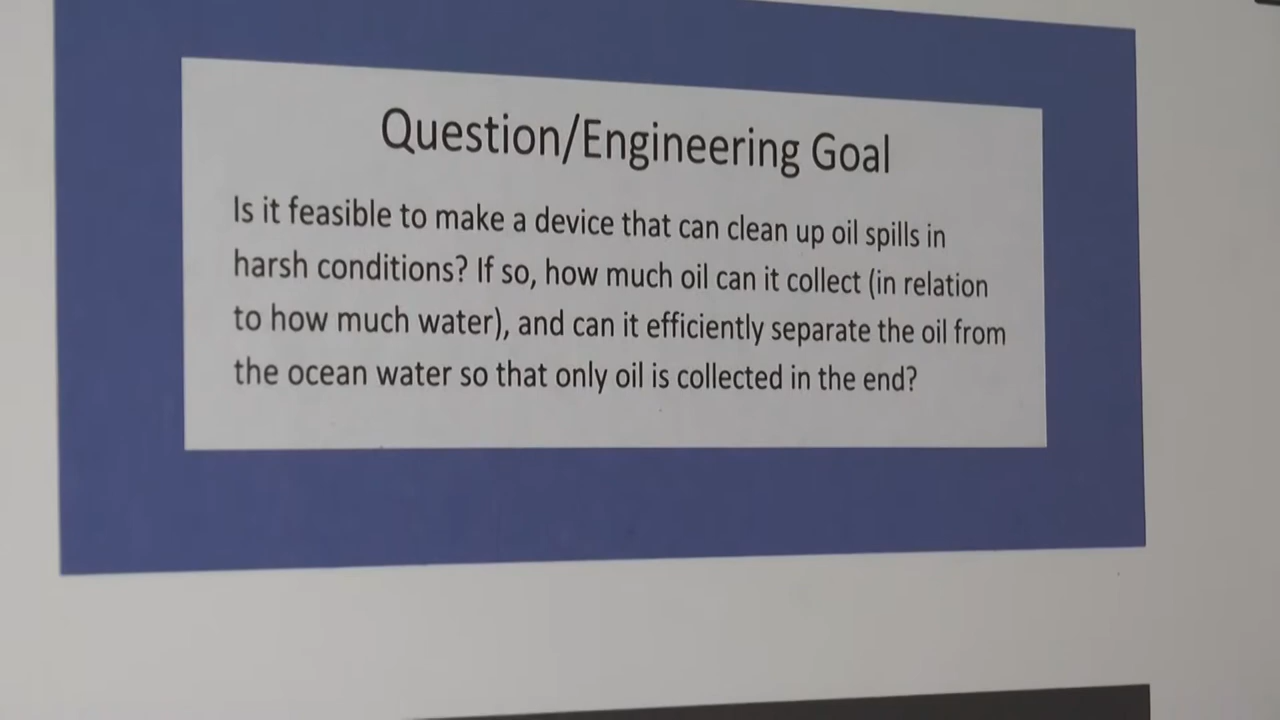 Question/Engineering Goal
Is it feasible to make a device that can clean up oil spills in
harsh conditions? If so, how much oil can it collect (in relation
to how much water), and can it efficiently separate the oil from
the ocean water so that only oil is collected in the end?